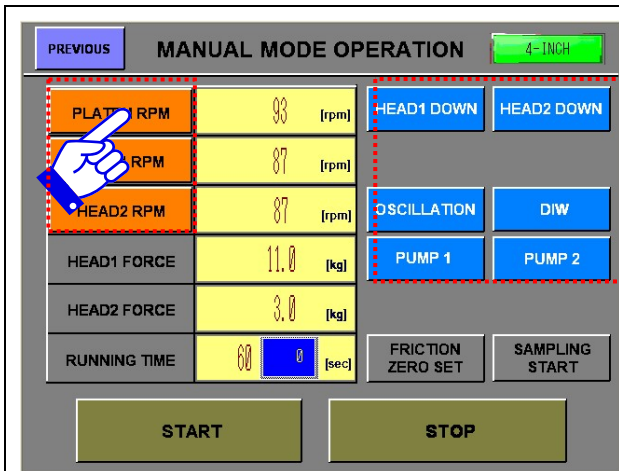 PREVIOUS MANUAL MODE OPERATION 4-INCH
PLATEN RPM 93 [rpm] HEAD1 DOWN HEAD2 DOWN
RPM 87 [rpm]
HEAD2 RPM 87 [rpm] OSCILLATION DIW
HEAD1 FORCE 11.0 [kg] PUMP 1 PUMP 2
HEAD2 FORCE 3.0 [kg]
RUNNING TIME 60 0 [sec] FRICTION ZERO SET SAMPLING START
START STOP